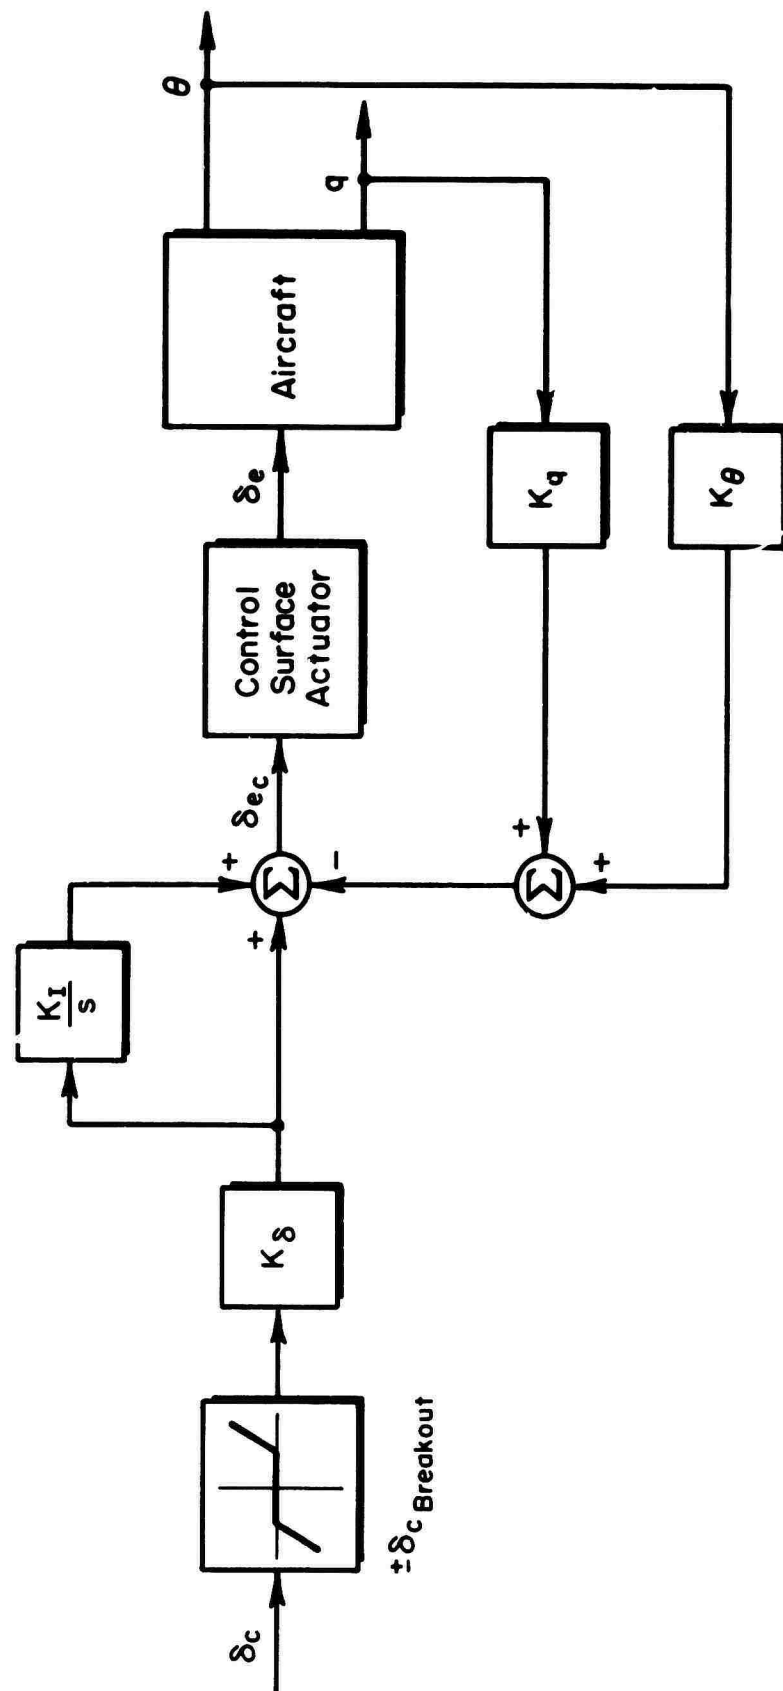 δc
±δc Breakout
Kδ
KI
s
+
+
Σ
-
δec
Control
Surface
Actuator
δe
Aircraft
θ
q
Kq
Kθ
+
+
Σ